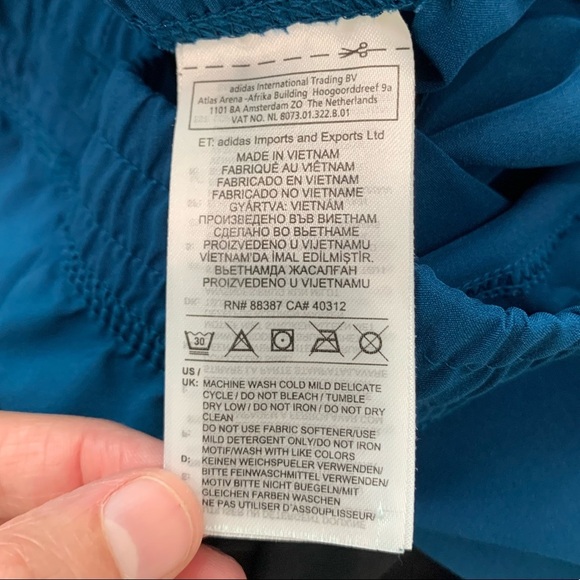 adidas International Trading BV
Atlas Arena-Afrika Building Hoogoorddreef 9a
1101 BA Amsterdam ZO The Netherlands
VAT NO. NL 8073.01.322.B.01
ET: adidas Imports and Exports Ltd
MADE IN VIETNAM
FABRIQUÉ AU VIÊTNAM
FABRICADO EN VIETNAM
FABRICADO NO VIETNAME
GYÁRTVA: VIETNÁM
ПРОИЗВЕДЕНО ВЪВ ВИЕТНАМ
СДЕЛАНО ВО ВЬЕТНАМЕ
PROIZVEDENO U VIJETNAMU
VİETNAM'DA İMAL EDİLMİŞTİR.
ВЬЕТНАМДА ЖАСАЛҒАН
PROIZVEDENO U VIJETNAMU
RN# 88387 CA# 40312
30
US /
UK: MACHINE WASH COLD MILD DELICATE
CYCLE / DO NOT BLEACH / TUMBLE
DRY LOW / DO NOT IRON / DO NOT DRY
CLEAN
DO NOT USE FABRIC SOFTENER/USE
MILD DETERGENT ONLY/DO NOT IRON
MOTIF/WASH WITH LIKE COLORS
D: KEINEN WEICHSPUELER VERWENDEN/
BITTE FEINWASCHMITTEL VERWENDEN/
MOTIV BITTE NICHT BUEGELN/MIT
GLEICHEN FARBEN WASCHEN
NE PAS UTILISER D'ASSOUPLISSEUR/